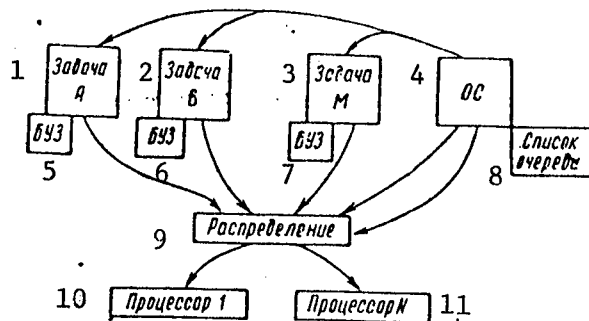 1
Задача
А
2
Задача
Б
3
Задача
М
4
ОС
БУЗ
БУЗ
БУЗ
Список
очереди
5
6
7
8
9
Распределение
10
Процессор 1
Процессор N
11